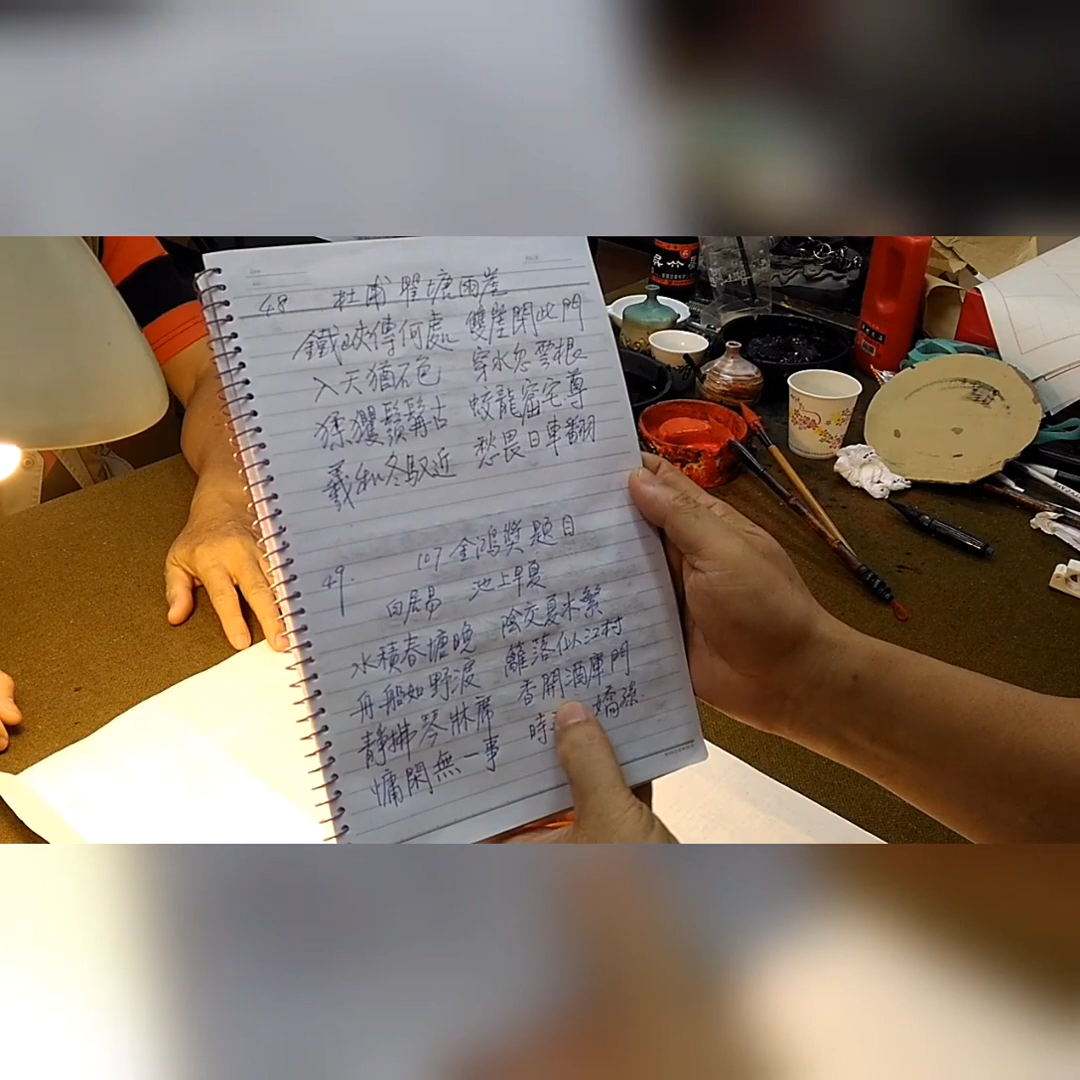 48 杜甫 瞿塘兩崖
鐵峽傳何處 雙崖閉此門
入天猶石色 穿水忽雲根
猱玃鬚髯古 蛟龍窟宅尊
羲和冬馭近 愁畏日車翻
49. 107 金鴻獎題目
白居易 池上早夏
水積春塘晚 陰交夏木繁
舟船如野渡 籬落似江村
靜拂琴牀席 香開酒庫門
慵閑無一事 時 嬌孫.